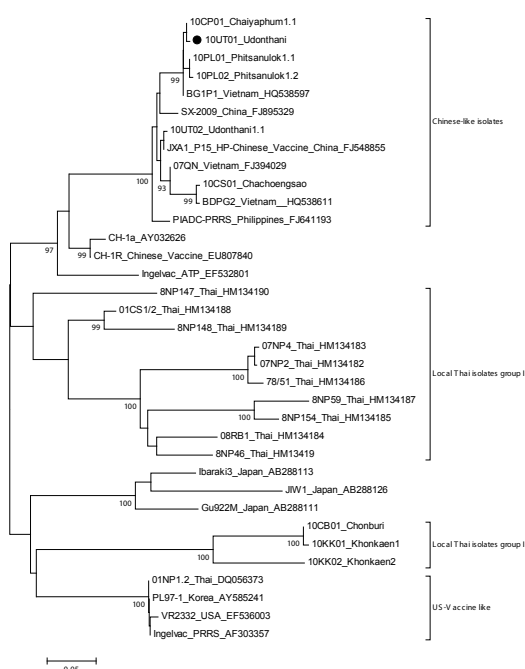 10CP01_Chaiyaphum1.1
10UT01_Udonthani
10PL01_Phitsanulok1.1
10PL02_Phitsanulok1.2
99
BG1P1_Vietnam_HQ538597
SX-2009_China_FJ895329
Chinese-like isolates
10UT02_Udonthani1.1
JXA1_P15_HP-Chinese_Vaccine_China_FJ548855
07QN_Vietnam_FJ394029
100
93
10CS01_Chachoengsao
99
BDPG2_Vietnam__HQ538611
PIADC-PRRS_Philippines_FJ641193
CH-1a_AY032626
97
99
CH-1R_Chinese_Vaccine_EU807840
Ingelvac_ATP_EF532801
8NP147_Thai_HM134190
01CS1/2_Thai_HM134188
99
8NP148_Thai_HM134189
07NP4_Thai_HM134183
07NP2_Thai_HM134182
Local Thai isolates group I
100
78/51_Thai_HM134186
100
8NP59_Thai_HM134187
100
8NP154_Thai_HM134185
08RB1_Thai_HM134184
8NP46_Thai_HM13419
Ibaraki3_Japan_AB288113
JIW1_Japan_AB288126
100
Gu922M_Japan_AB288111
10CB01_Chonburi
100
10KK01_Khonkaen1
Local Thai isolates group I
100
10KK02_Khonkaen2
01NP1.2_Thai_DQ056373
100
PL97-1_Korea_AY585241
US-Vaccine like
VR2332_USA_EF536003
Ingelvac_PRRS_AF303357
0.05